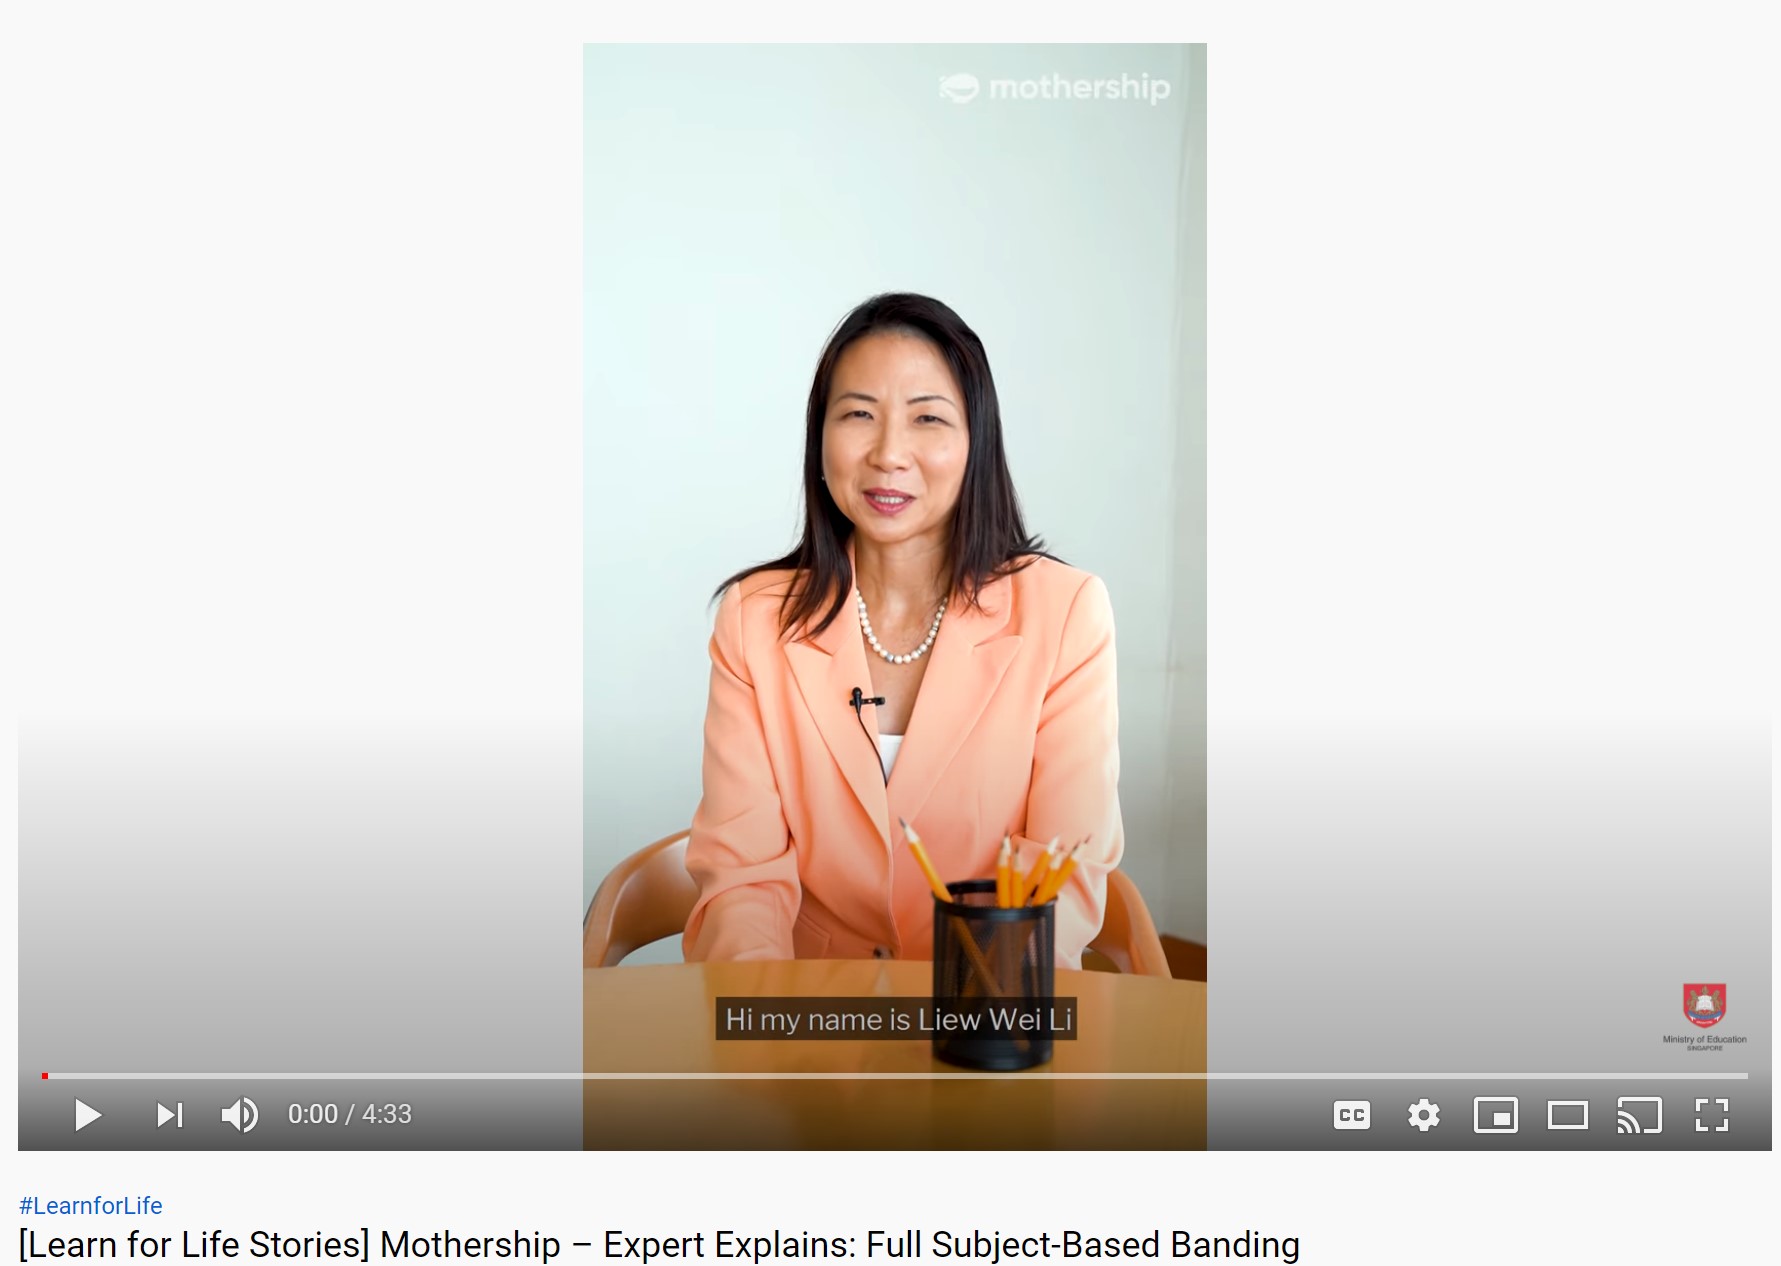 mothership
Hi my name is Liew Wei Li
Ministry of Education
SINGAPORE
0:00 / 4:33
CC
#LearnforLife
[Learn for Life Stories] Mothership – Expert Explains: Full Subject-Based Banding